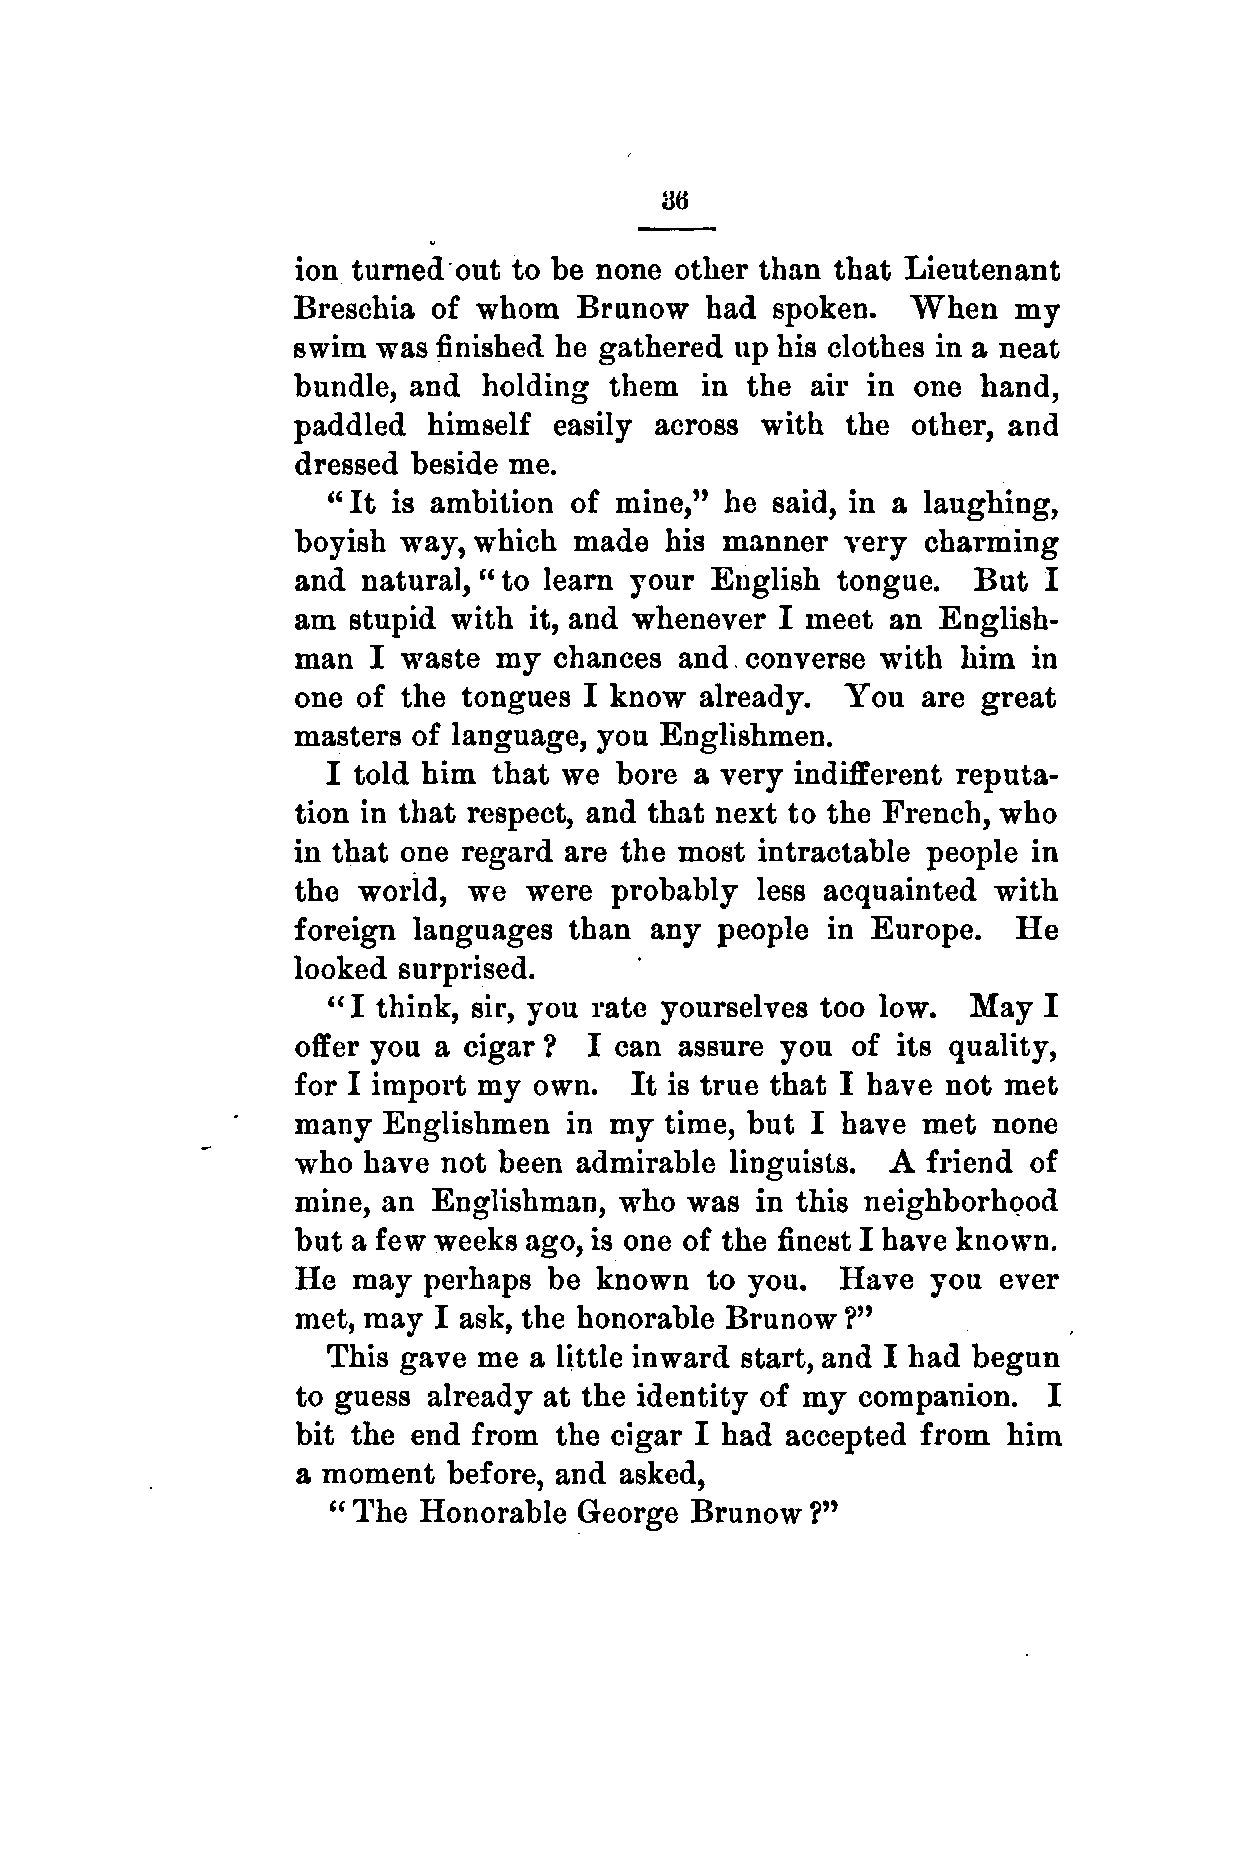 36
ion turned out to be none other than that Lieutenant
Breschia of whom Brunow had spoken. When my
swim was finished he gathered up his clothes in a neat
bundle, and holding them in the air in one hand,
paddled himself easily across with the other, and
dressed beside me.
"It is ambition of mine," he said, in a laughing,
boyish way, which made his manner very charming
and natural, "to learn your English tongue. But I
am stupid with it, and whenever I meet an English-
man I waste my chances and converse with him in
one of the tongues I know already. You are great
masters of language, you Englishmen.
I told him that we bore a very indifferent reputa-
tion in that respect, and that next to the French, who
in that one regard are the most intractable people in
the world, we were probably less acquainted with
foreign languages than any people in Europe. He
looked surprised.
"I think, sir, you rate yourselves too low. May I
offer you a cigar? I can assure you of its quality,
for I import my own. It is true that I have not met
many Englishmen in my time, but I have met none
who have not been admirable linguists. A friend of
mine, an Englishman, who was in this neighborhood
but a few weeks ago, is one of the finest I have known.
He may perhaps be known to you. Have you ever
met, may I ask, the honorable Brunow?"
This gave me a little inward start, and I had begun
to guess already at the identity of my companion. I
bit the end from the cigar I had accepted from him
a moment before, and asked,
"The Honorable George Brunow?"